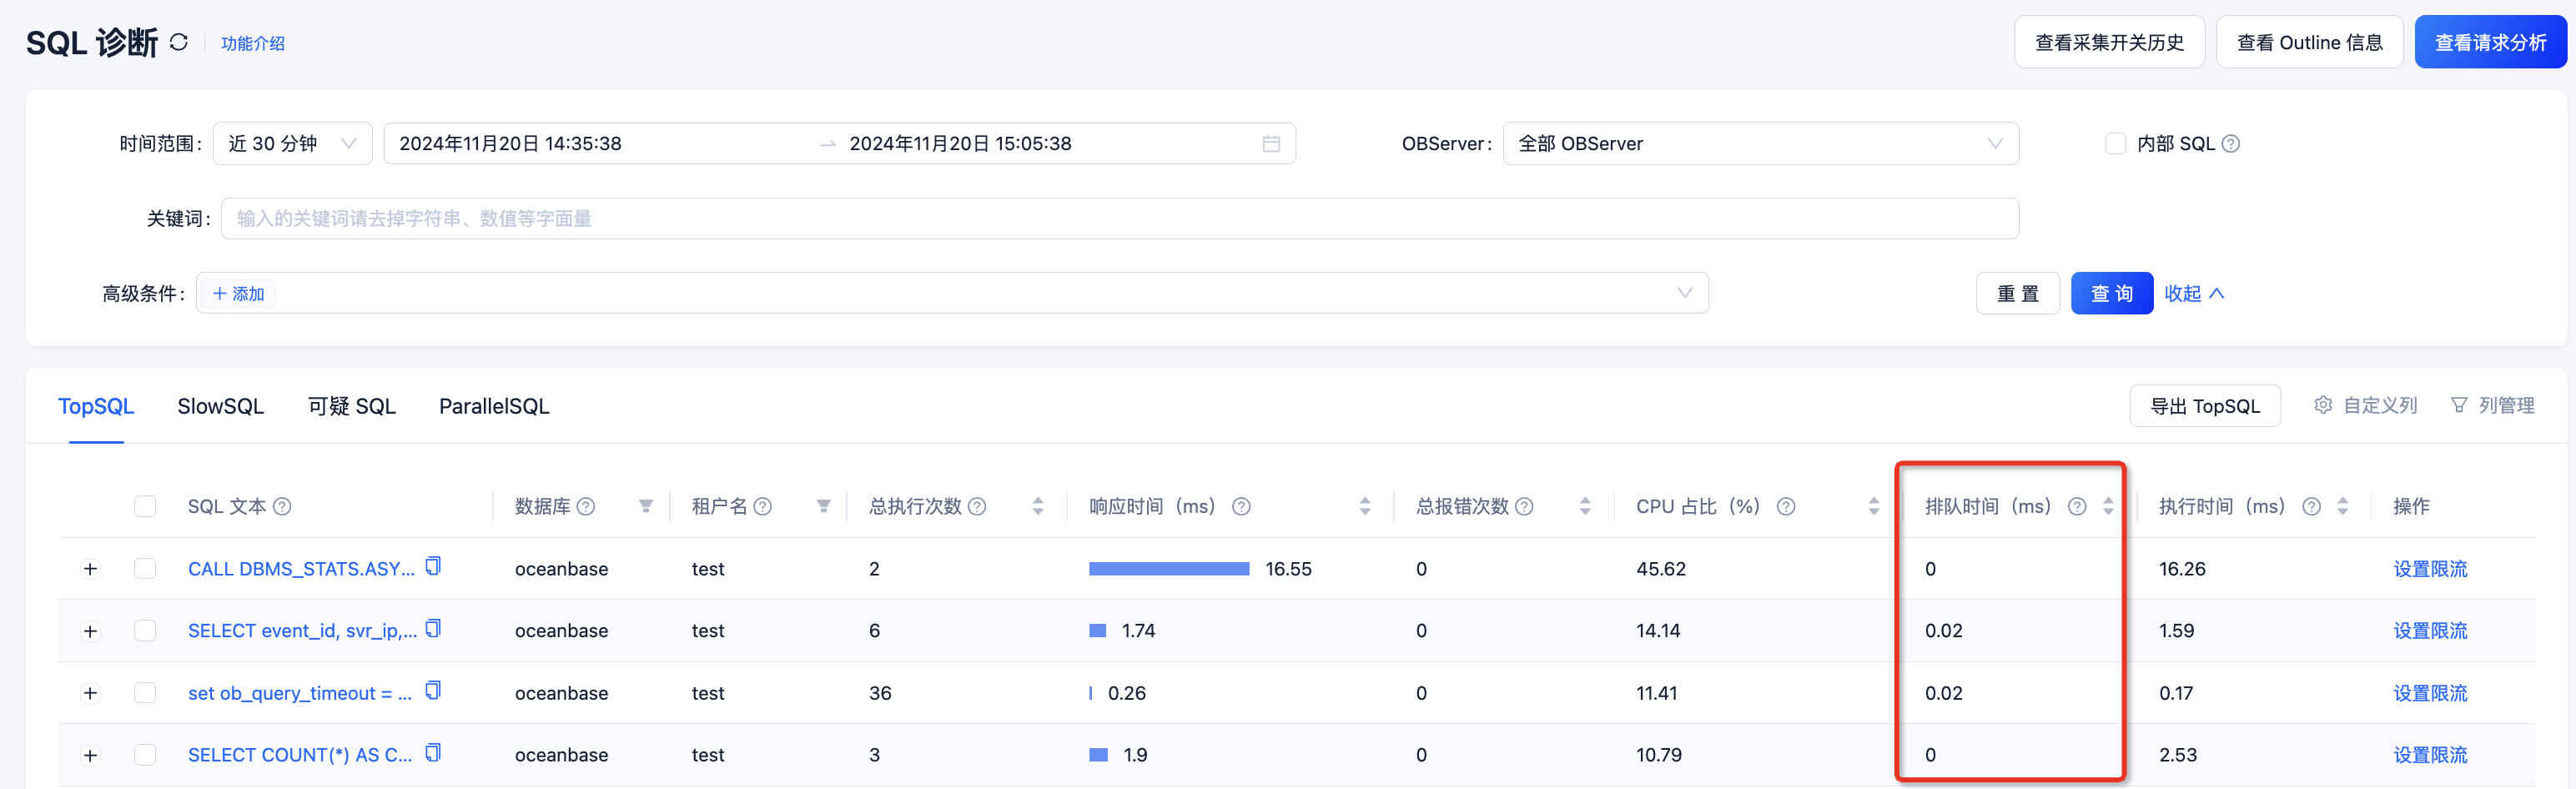 SQL 诊断 功能介绍 查看采集开关历史 查看 Outline 信息 查看请求分析
时间范围: 近 30 分钟 2024年11月20日 14:35:38 → 2024年11月20日 15:05:38 OBServer: 全部 OBServer 内部 SQL
关键词: 输入的关键词请去掉字符串、数值等字面量
高级条件: + 添加 重 置 查 询 收起
TopSQL SlowSQL 可疑 SQL ParallelSQL 导出 TopSQL 自定义列 列管理
SQL 文本 数据库 租户名 总执行次数 响应时间（ms） 总报错次数 CPU 占比（%） 排队时间（ms） 执行时间（ms） 操作
CALL DBMS_STATS.ASY... oceanbase test 2 16.55 0 45.62 0 16.26 设置限流
SELECT event_id, svr_ip,... oceanbase test 6 1.74 0 14.14 0.02 1.59 设置限流
set ob_query_timeout = ... oceanbase test 36 0.26 0 11.41 0.02 0.17 设置限流
SELECT COUNT(*) AS C... oceanbase test 3 1.9 0 10.79 0 2.53 设置限流